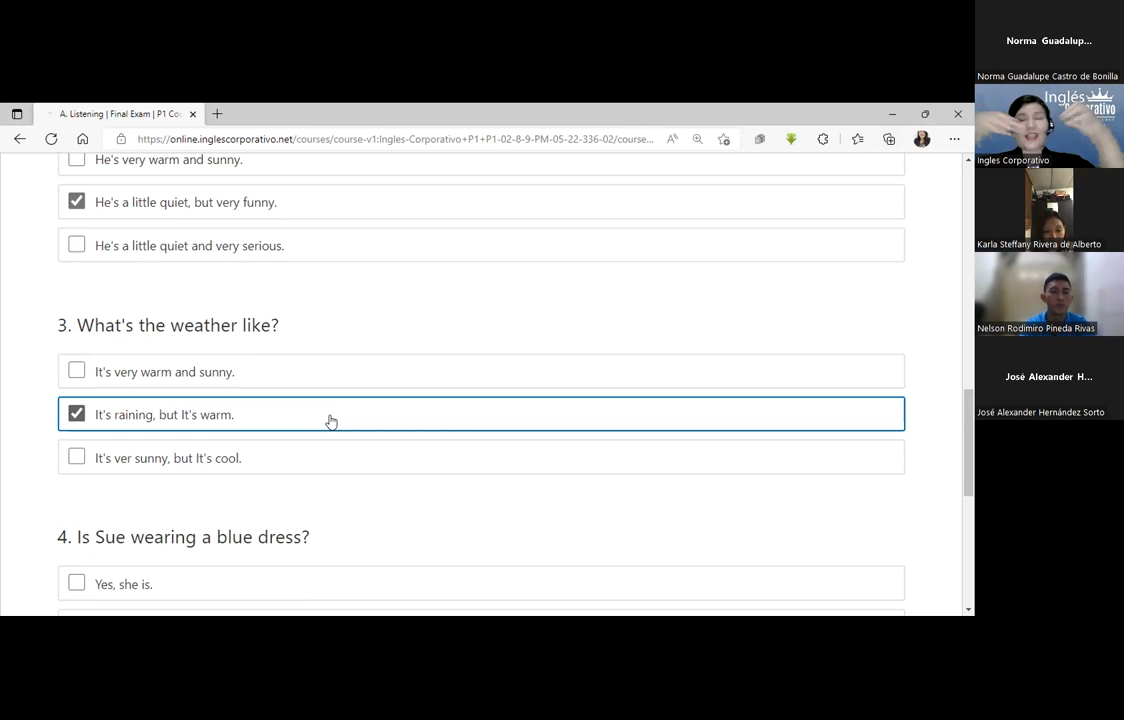 Norma Guadalup...
Norma Guadalupe Castro de Bonilla
A. Listening | Final Exam | P1 Co
https://online.inglescorporativo.net/courses/course-v1:Ingles-Corporativo+P1+P1-02-8-9-PM-05-22-336-02/course...
Inglés
Corporativo
Ingles Corporativo
He's very warm and sunny.
He's a little quiet, but very funny.
He's a little quiet and very serious.
Karla Steffany Rivera de Alberto
3. What's the weather like?
Nelson Rodimiro Pineda Rivas
It's very warm and sunny.
José Alexander H...
It's raining, but It's warm.
José Alexander Hernández Sorto
It's ver sunny, but It's cool.
4. Is Sue wearing a blue dress?
Yes, she is.